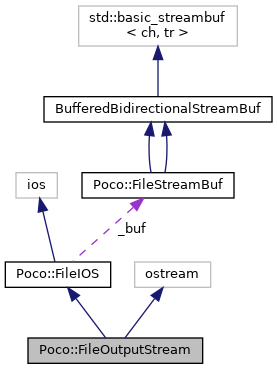 std::basic_streambuf
< ch, tr >
BufferedBidirectionalStreamBuf
ios
Poco::FileStreamBuf
_buf
Poco::FileIOS
ostream
Poco::FileOutputStream